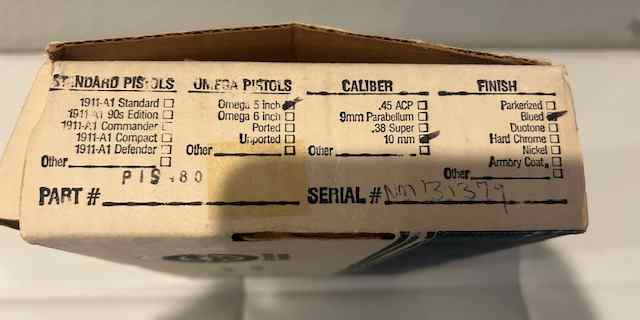 STANDARD PISTOLS
1911-A1 Standard
1911-A1 90s Edition
1911-A1 Commander
1911-A1 Compact
1911-A1 Defender
Other
OMEGA PISTOLS
Omega 5 inch
Omega 6 inch
Ported
Unported
Other
CALIBER
.45 ACP
9mm Parabellum
.38 Super
10 mm
Other
FINISH
Parkerized
Blued
Duotone
Hard Chrome
Nickel
Armory Coat
Other
PART #
SERIAL #